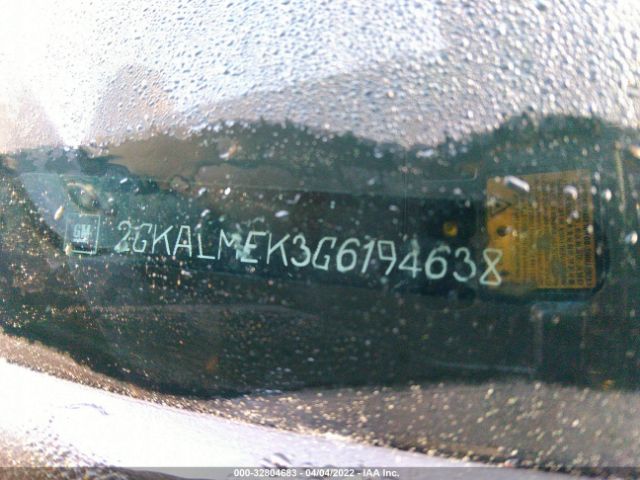 GM 2GKALMEK3G6194638
000-32804683 - 04/04/2022 - IAA Inc.